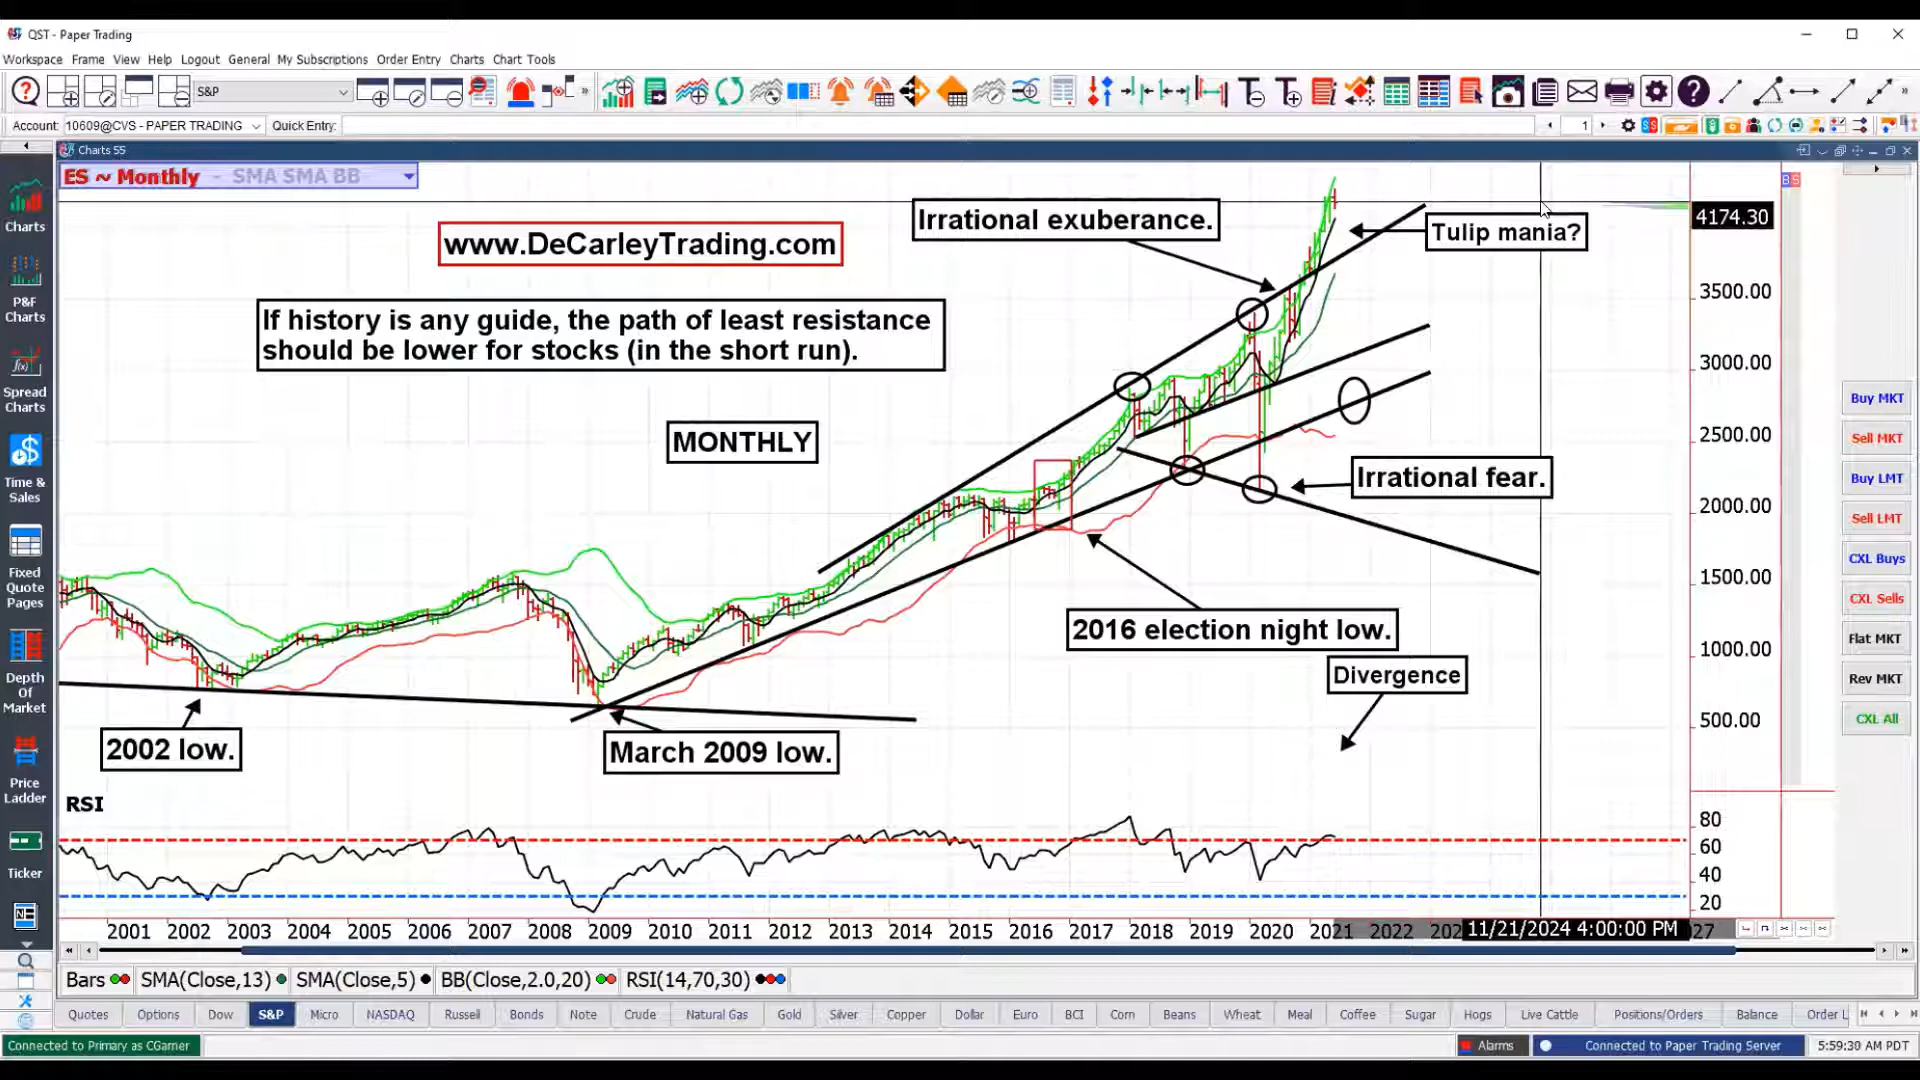 QST - Paper Trading
Workspace Frame View Help Logout General My Subscriptions Order Entry Charts Chart Tools
S&P
Account: 10609@CVS - PAPER TRADING Quick Entry: 1
Charts 55
ES ~ Monthly - SMA SMA BB
BS
Charts
P&F
Charts
Spread
Charts
Time &
Sales
Fixed
Quote
Pages
Depth
Of
Market
Price
Ladder
Ticker
www.DeCarleyTrading.com
Irrational exuberance.
Tulip mania?
If history is any guide, the path of least resistance
should be lower for stocks (in the short run).
MONTHLY
Irrational fear.
2016 election night low.
Divergence
2002 low.
March 2009 low.
4174.30
3500.00
3000.00
2500.00
2000.00
1500.00
1000.00
500.00
Buy MKT
Sell MKT
Buy LMT
Sell LMT
CXL Buys
CXL Sells
Flat MKT
Rev MKT
CXL All
RSI
80
60
40
20
2001 2002 2003 2004 2005 2006 2007 2008 2009 2010 2011 2012 2013 2014 2015 2016 2017 2018 2019 2020 2021 2022 202 11/21/2024 4:00:00 PM 27
Bars SMA(Close,13) SMA(Close,5) BB(Close,2.0,20) RSI(14,70,30)
Quotes Options Dow S&P Micro NASDAQ Russell Bonds Note Crude Natural Gas Gold Silver Copper Dollar Euro BCI Corn Beans Wheat Meal Coffee Sugar Hogs Live Cattle Positions/Orders Balance Order L
Connected to Primary as CGarner Alarms Connected to Paper Trading Server 5:59:30 AM PDT